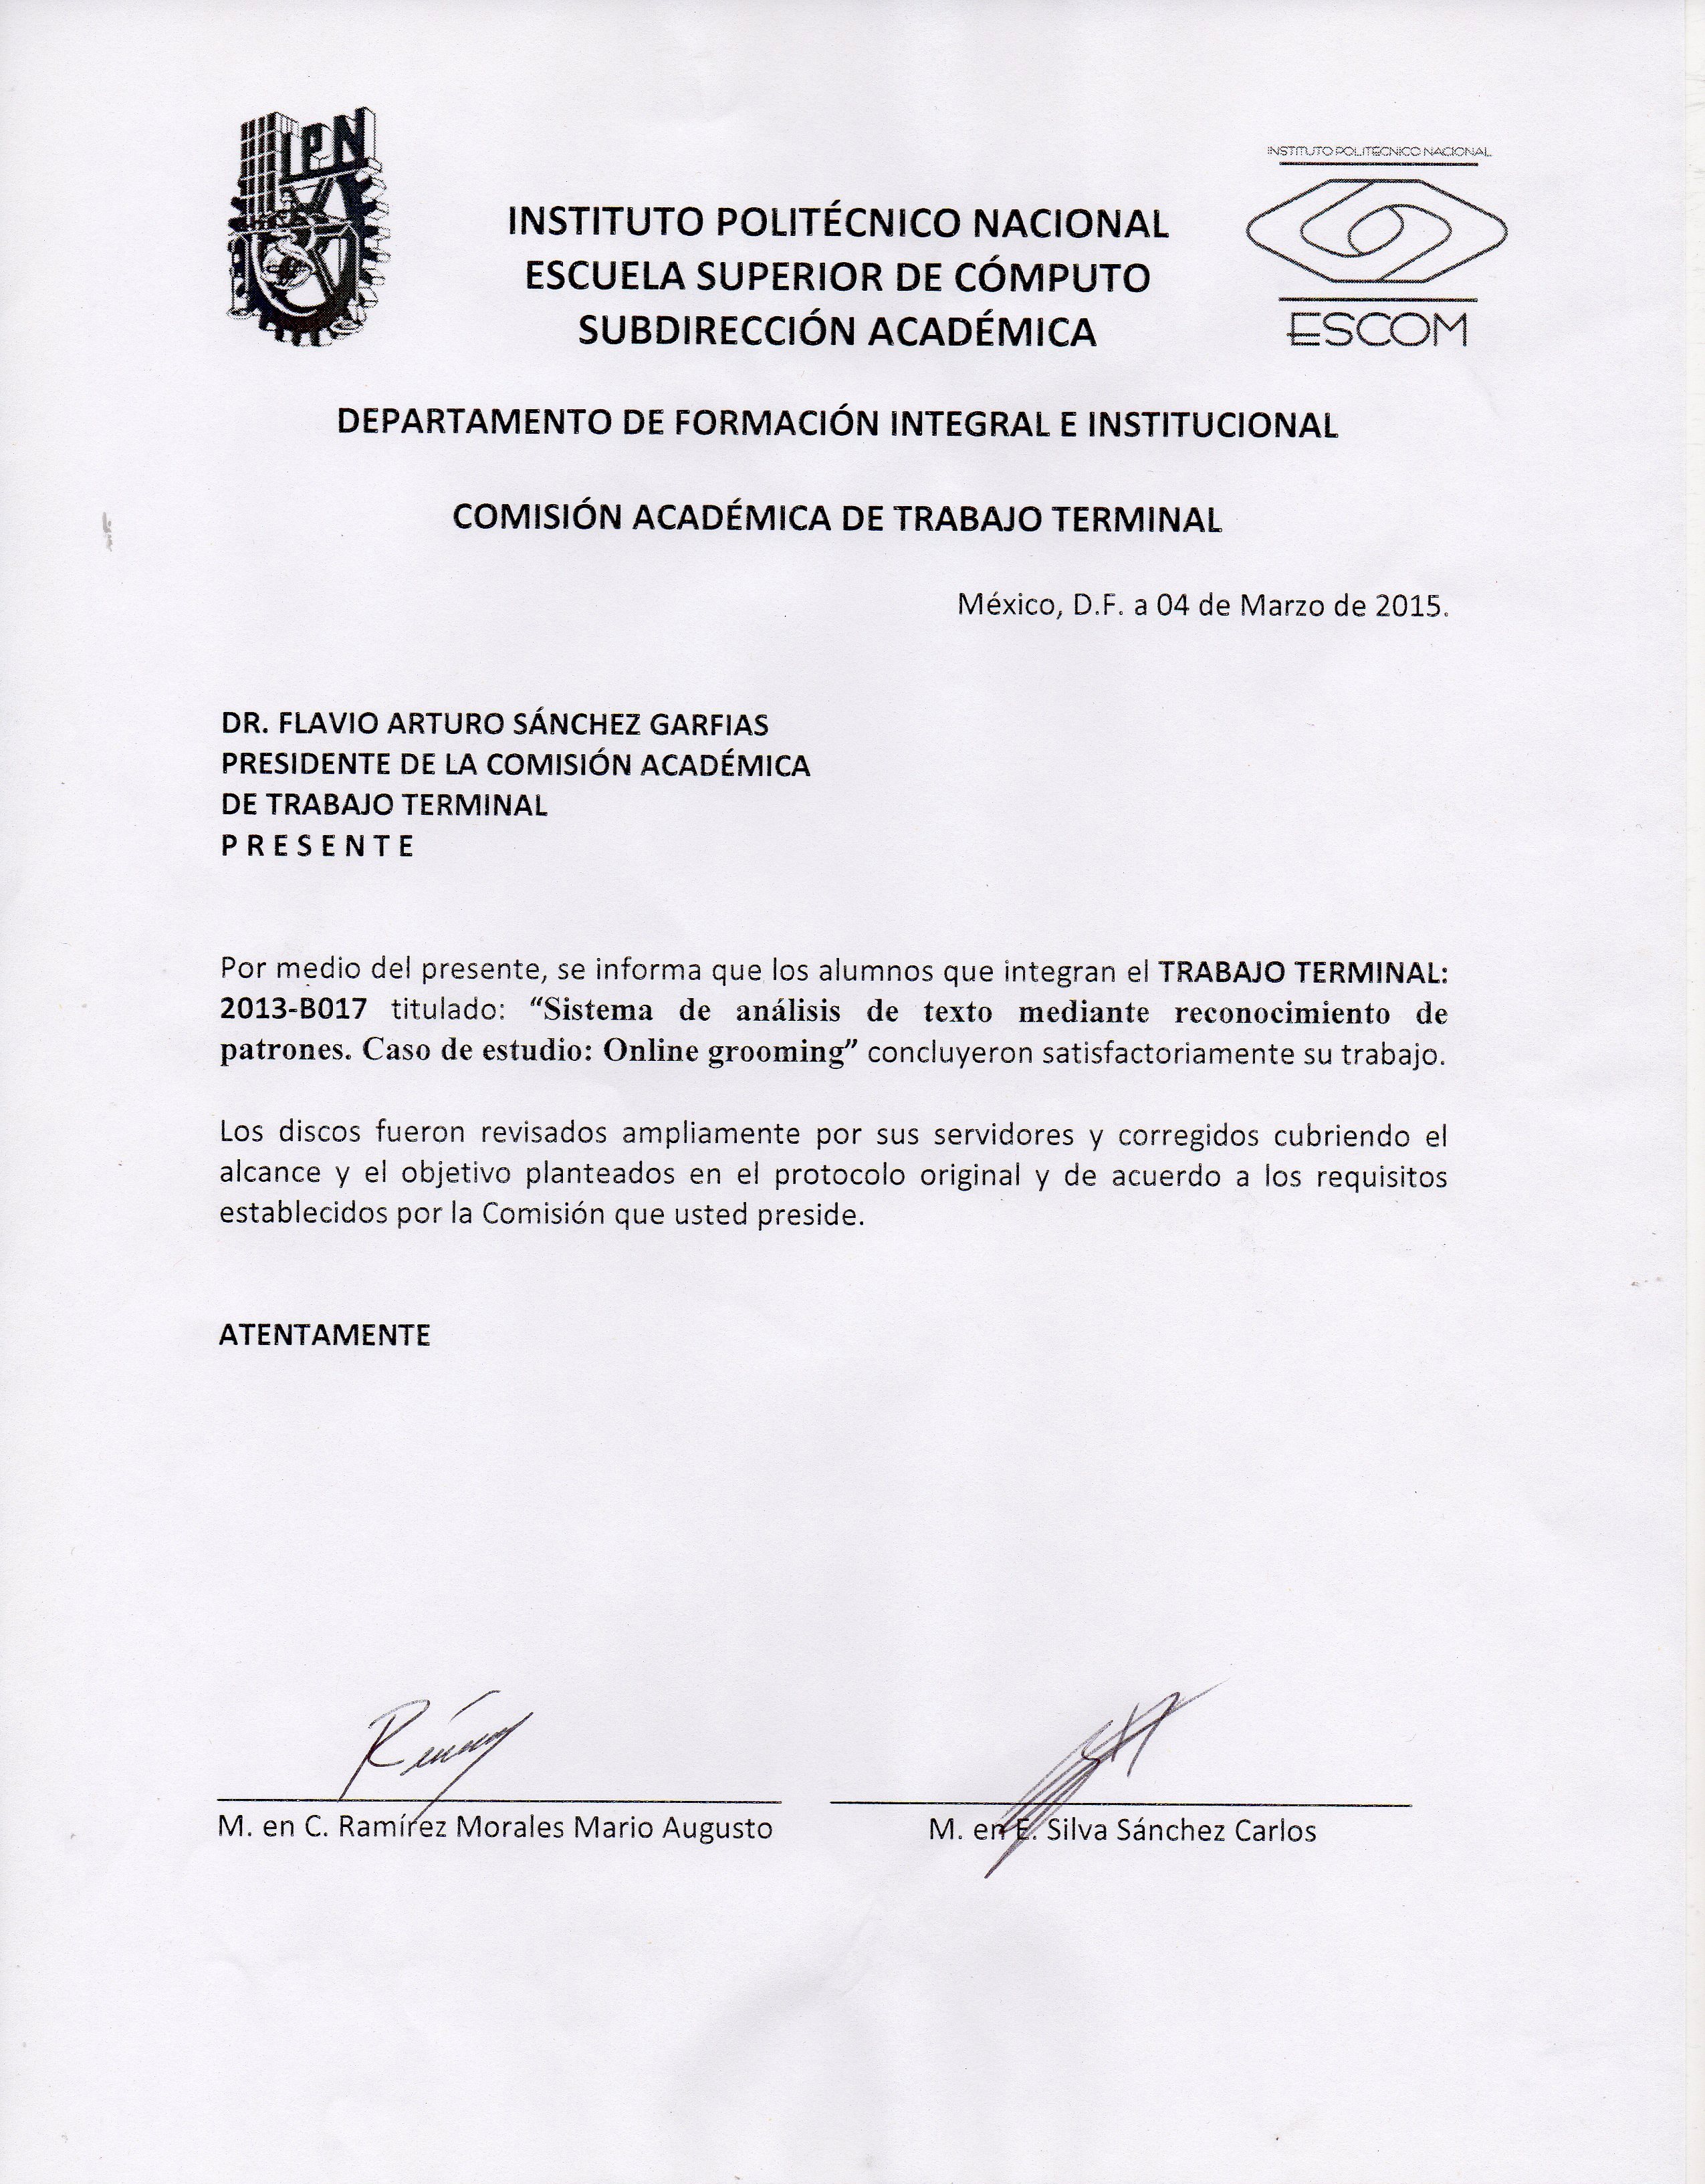 IPN
INSTITUTO POLITÉCNICO NACIONAL
ESCOM
INSTITUTO POLITÉCNICO NACIONAL
ESCUELA SUPERIOR DE CÓMPUTO
SUBDIRECCIÓN ACADÉMICA
DEPARTAMENTO DE FORMACIÓN INTEGRAL E INSTITUCIONAL
COMISIÓN ACADÉMICA DE TRABAJO TERMINAL
México, D.F. a 04 de Marzo de 2015.
DR. FLAVIO ARTURO SÁNCHEZ GARFIAS
PRESIDENTE DE LA COMISIÓN ACADÉMICA
DE TRABAJO TERMINAL
P R E S E N T E
Por medio del presente, se informa que los alumnos que integran el TRABAJO TERMINAL:
2013-B017 titulado: “Sistema de análisis de texto mediante reconocimiento de
patrones. Caso de estudio: Online grooming” concluyeron satisfactoriamente su trabajo.
Los discos fueron revisados ampliamente por sus servidores y corregidos cubriendo el
alcance y el objetivo planteados en el protocolo original y de acuerdo a los requisitos
establecidos por la Comisión que usted preside.
ATENTAMENTE
M. en C. Ramírez Morales Mario Augusto
M. en E. Silva Sánchez Carlos